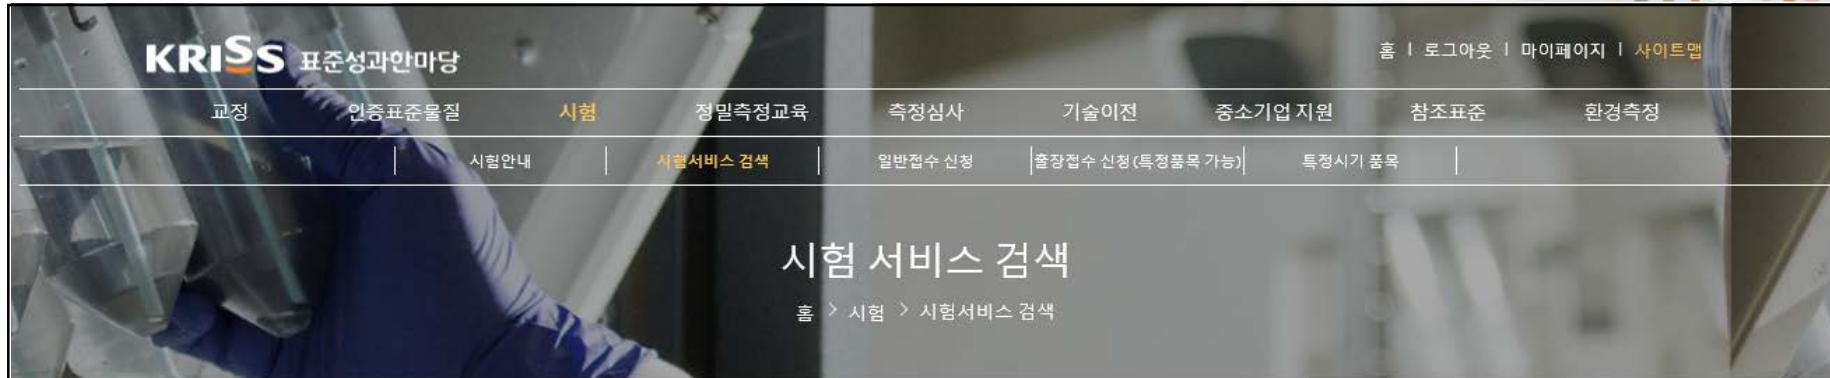 KRISS 표준성과한마당
홈 | 로그아웃 | 마이페이지 | 사이트맵
교정 인증표준물질 시험 정밀측정교육 측정심사 기술이전 중소기업 지원 참조표준 환경측정
시험안내 시험서비스 검색 일반접수 신청 출장접수 신청(특정품목 가능) 특정시기 품목
시험 서비스 검색
홈 > 시험 > 시험서비스 검색